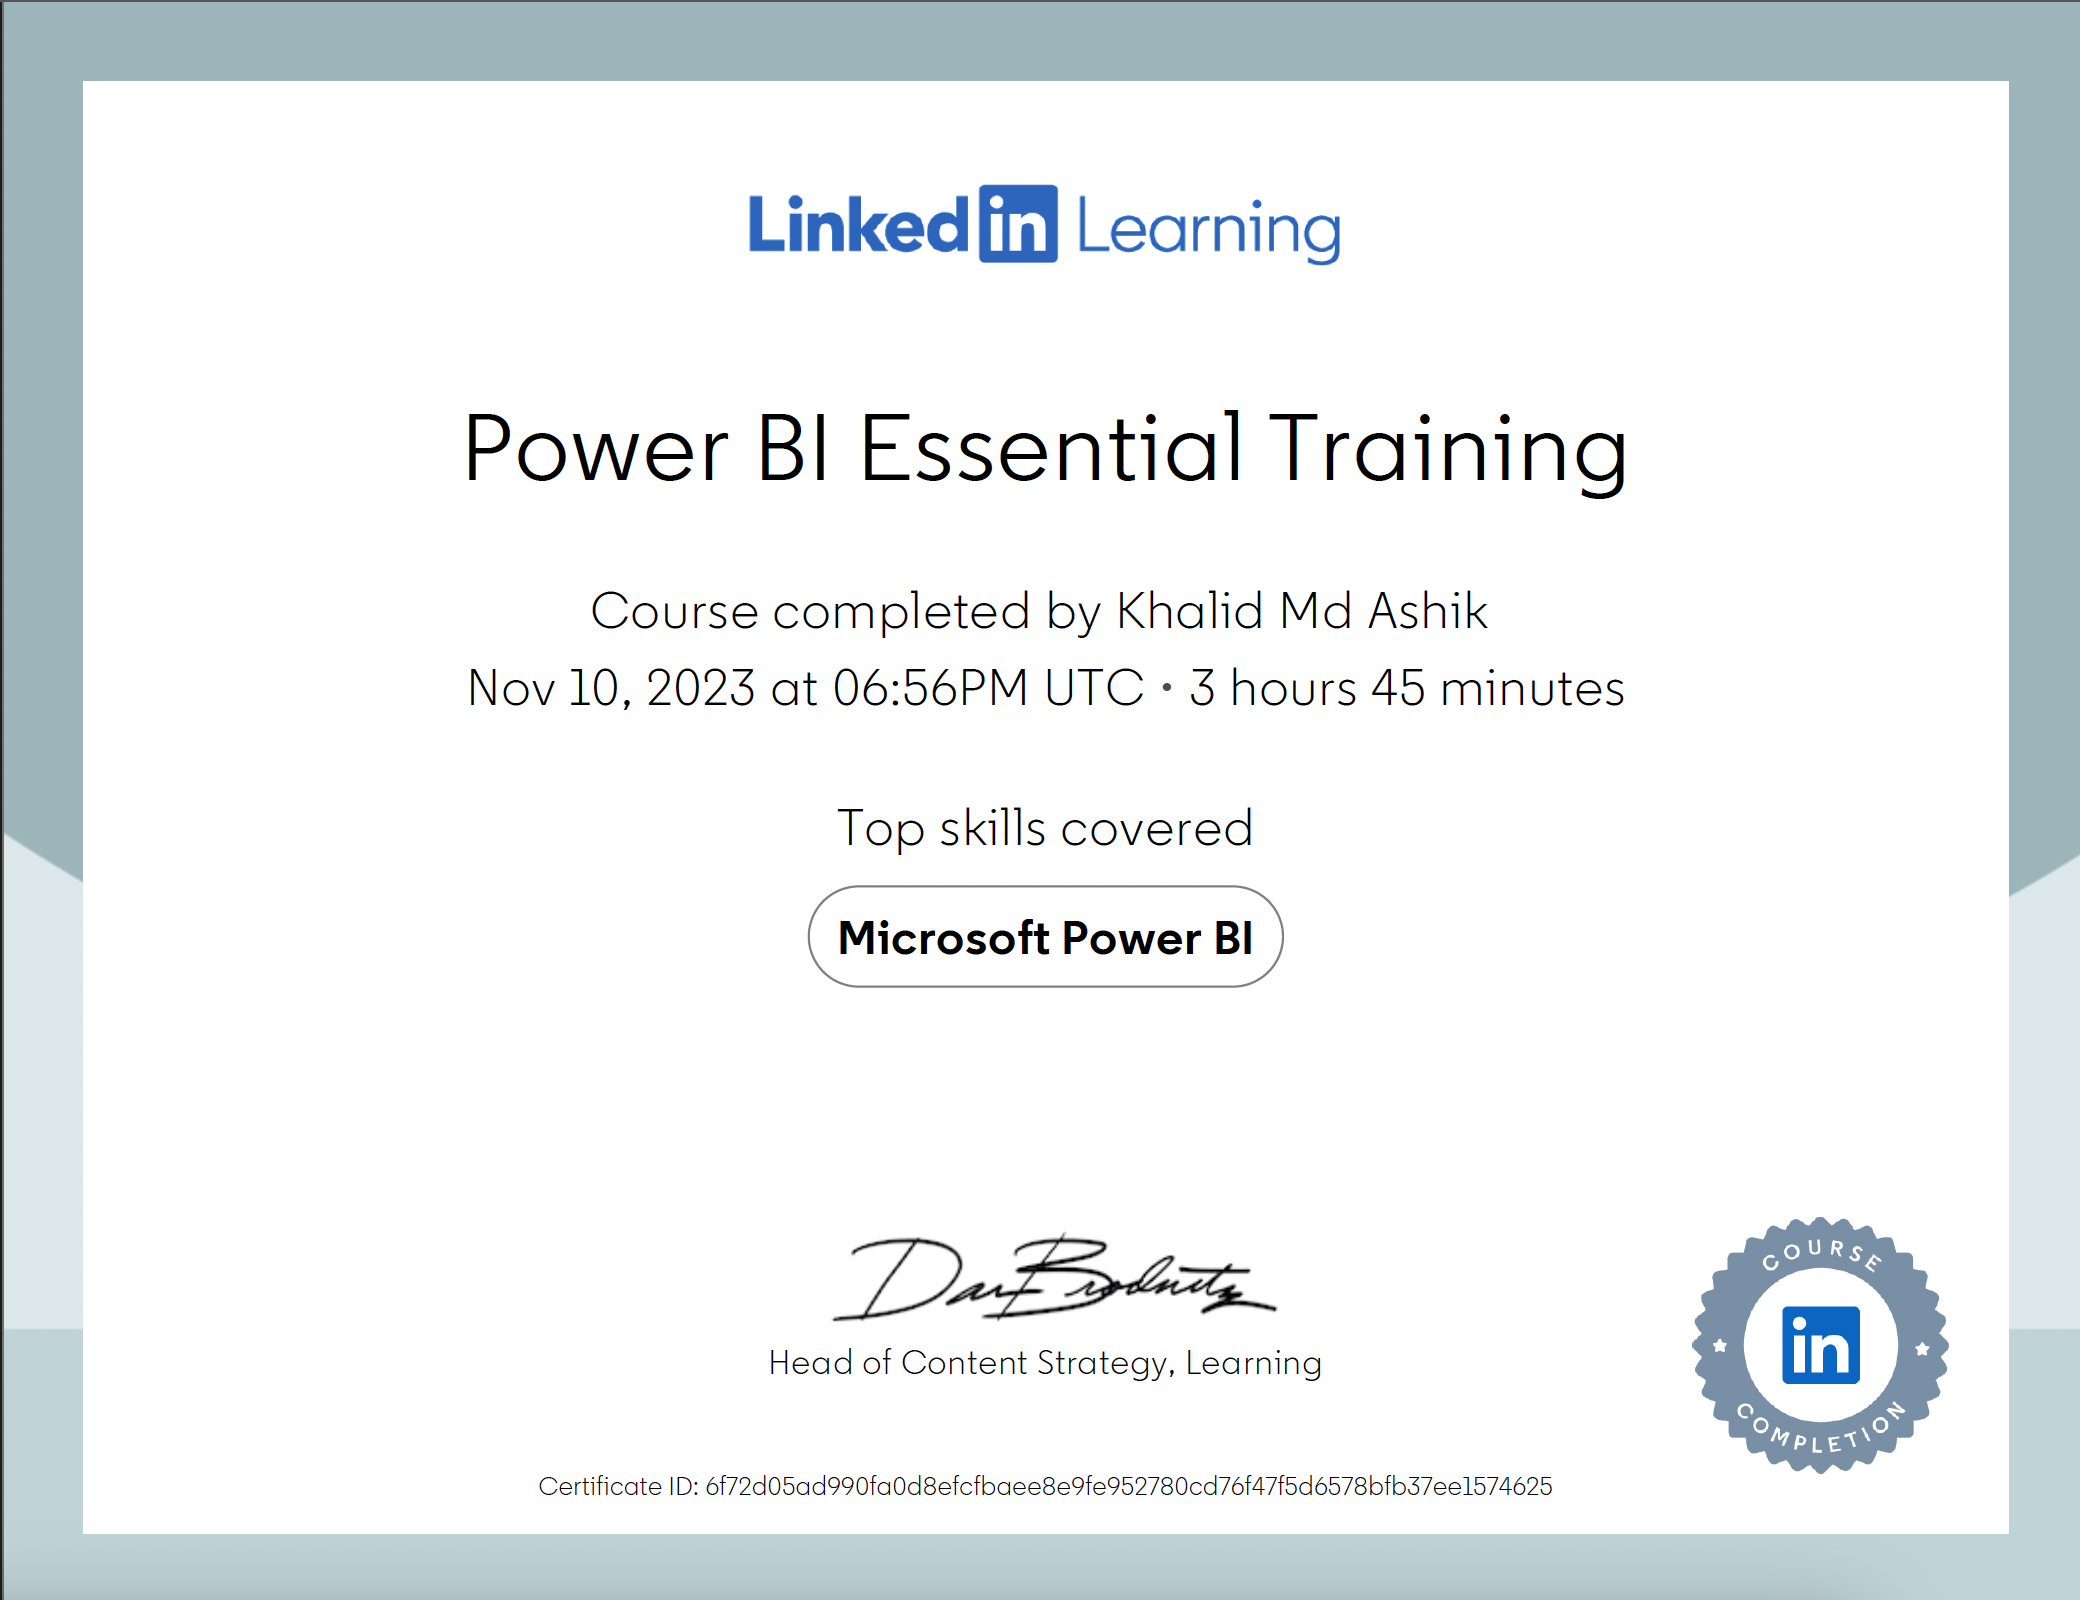 Linked in Learning
Power BI Essential Training
Course completed by Khalid Md Ashik
Nov 10, 2023 at 06:56PM UTC • 3 hours 45 minutes
Top skills covered
Microsoft Power BI
Dan Brodnitz
Head of Content Strategy, Learning
COURSE
in
COMPLETION
Certificate ID: 6f72d05ad990fa0d8efcfbaee8e9fe952780cd76f47f5d6578bfb37ee1574625